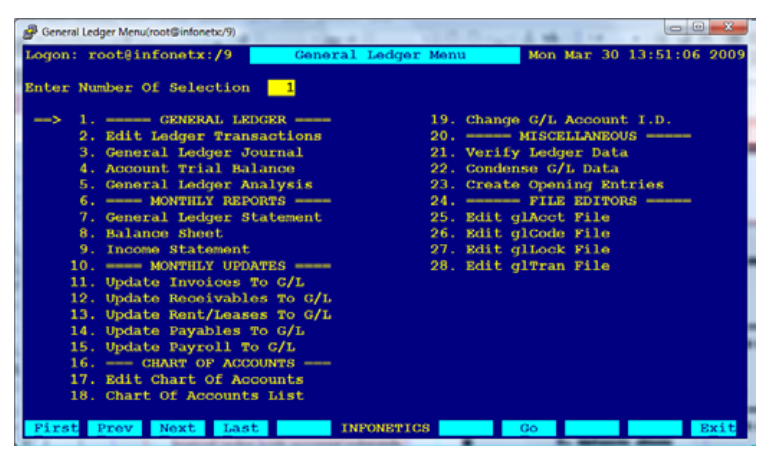 General Ledger Menu(root@infonetx:/9)
Logon: root@infonetx:/9 General Ledger Menu Mon Mar 30 13:51:06 2009
Enter Number Of Selection 1
==> 1. ===== GENERAL LEDGER ====
2. Edit Ledger Transactions
3. General Ledger Journal
4. Account Trial Balance
5. General Ledger Analysis
6. ==== MONTHLY REPORTS ====
7. General Ledger Statement
8. Balance Sheet
9. Income Statement
10. ==== MONTHLY UPDATES ====
11. Update Invoices To G/L
12. Update Receivables To G/L
13. Update Rent/Leases To G/L
14. Update Payables To G/L
15. Update Payroll To G/L
16. === CHART OF ACCOUNTS ===
17. Edit Chart Of Accounts
18. Chart Of Accounts List
19. Change G/L Account I.D.
20. ===== MISCELLANEOUS =====
21. Verify Ledger Data
22. Condense G/L Data
23. Create Opening Entries
24. ====== FILE EDITORS =====
25. Edit glAcct File
26. Edit glCode File
27. Edit glLock File
28. Edit glTran File
First Prev Next Last INFONETICS Go Exit